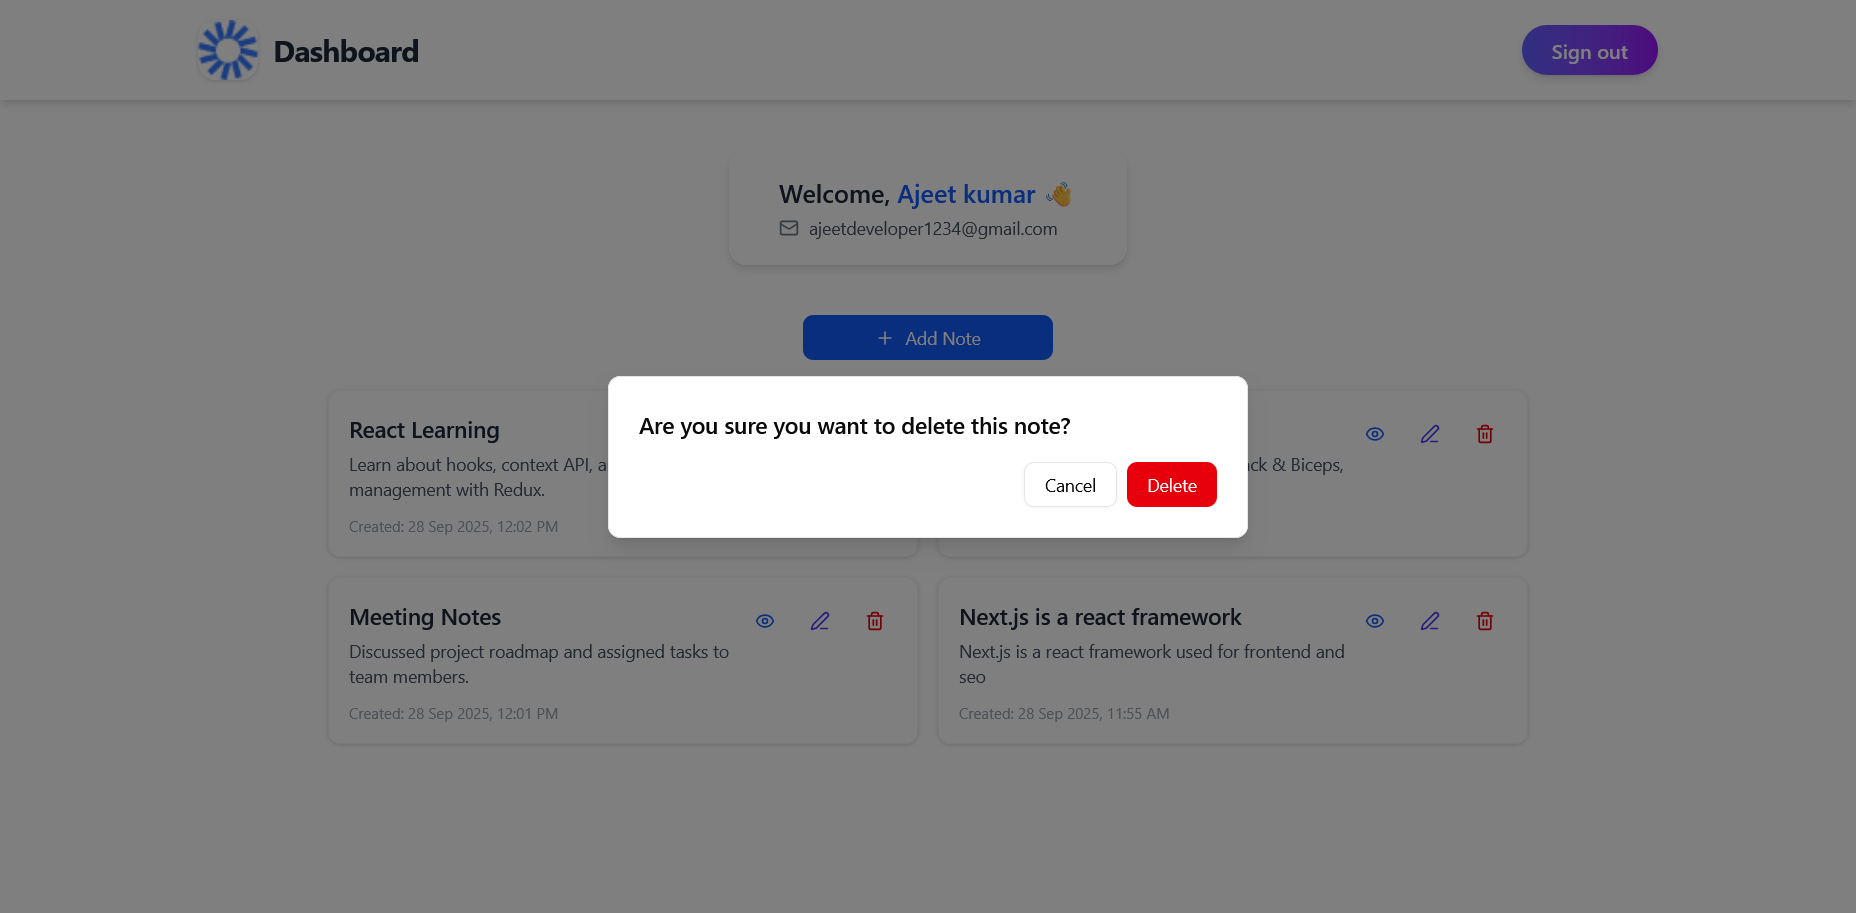 Dashboard
Sign out
Welcome, Ajeet kumar 👋
ajeetdeveloper1234@gmail.com
+ Add Note
Are you sure you want to delete this note?
Cancel
Delete
React Learning
Learn about hooks, context API,
management with Redux.
Created: 28 Sep 2025, 12:02 PM
& Biceps,
Meeting Notes
Discussed project roadmap and assigned tasks to
team members.
Created: 28 Sep 2025, 12:01 PM
Next.js is a react framework
Next.js is a react framework used for frontend and
seo
Created: 28 Sep 2025, 11:55 AM